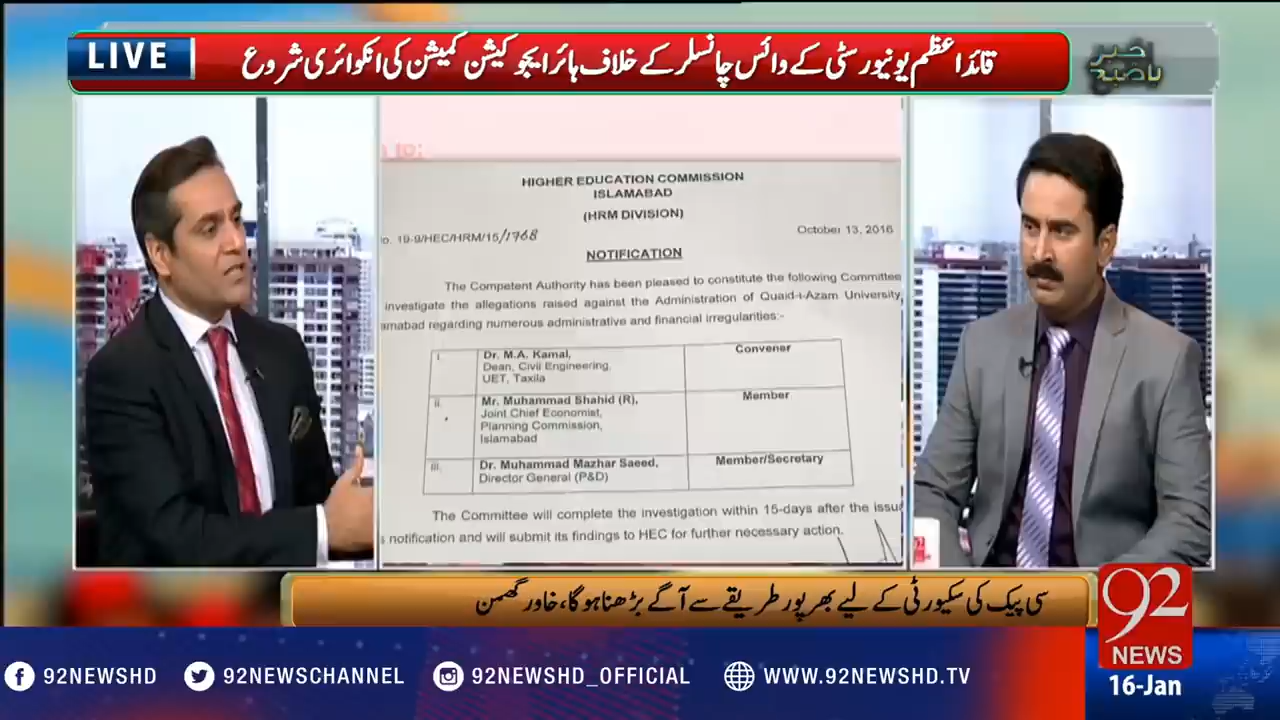 LIVE
قائداعظم یونیورسٹی کے وائس چانسلر کے خلاف ہائر ایجوکیشن کمیشن کی انکوائری شروع
خبر
باصبح
to:
HIGHER EDUCATION COMMISSION
ISLAMABAD
(HRM DIVISION)
o. 19-9/HEC/HRM/15/1768
October 13, 2016
NOTIFICATION
The Competent Authority has been pleased to constitute the following Committee
investigate the allegations raised against the Administration of Quaid-i-Azam University,
amabad regarding numerous administrative and financial irregularities:-
i. Dr. M.A. Kamal, Convener
Dean, Civil Engineering,
UET, Taxila
ii. Mr. Muhammad Shahid (R), Member
Joint Chief Economist,
Planning Commission,
Islamabad
iii. Dr. Muhammad Mazhar Saeed, Member/Secretary
Director General (P&D)
The Committee will complete the investigation within 15-days after the issu
s notification and will submit its findings to HEC for further necessary action.
سی پیک کی سکیورٹی کے لیے بھرپور طریقے سے آگے بڑھنا ہوگا، خاور گھمن
92
NEWS
16-Jan
92NEWSHD
92NEWSCHANNEL
92NEWSHD_OFFICIAL
WWW.92NEWSHD.TV